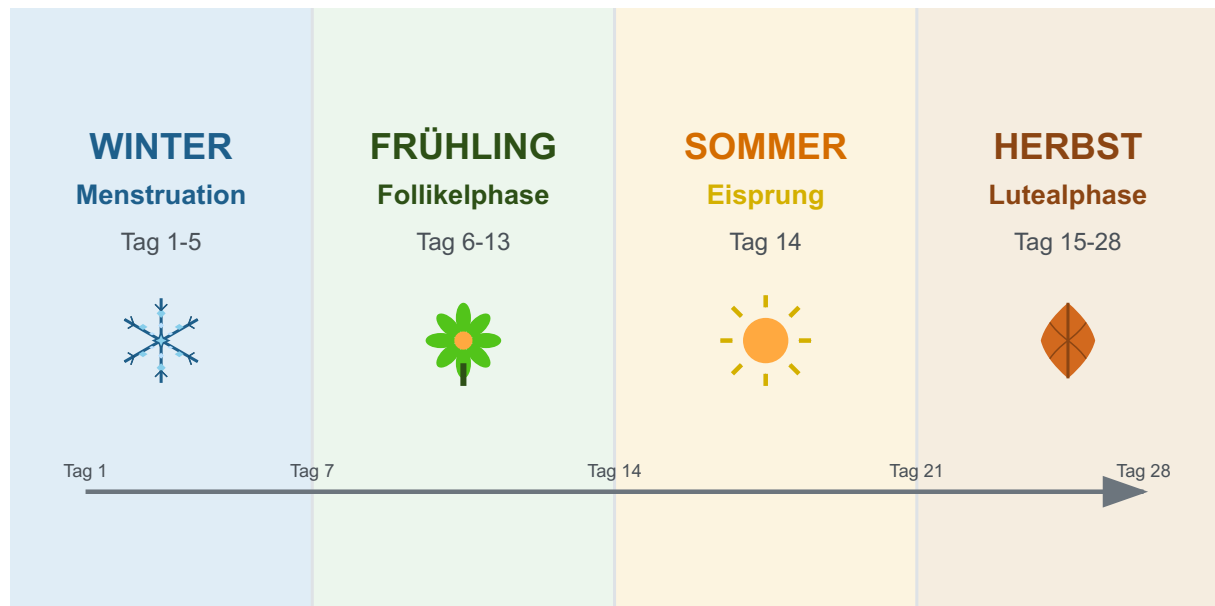 WINTER
Menstruation
Tag 1-5
FRÜHLING
Follikelphase
Tag 6-13
SOMMER
Eisprung
Tag 14
HERBST
Lutealphase
Tag 15-28
Tag 1
Tag 7
Tag 14
Tag 21
Tag 28